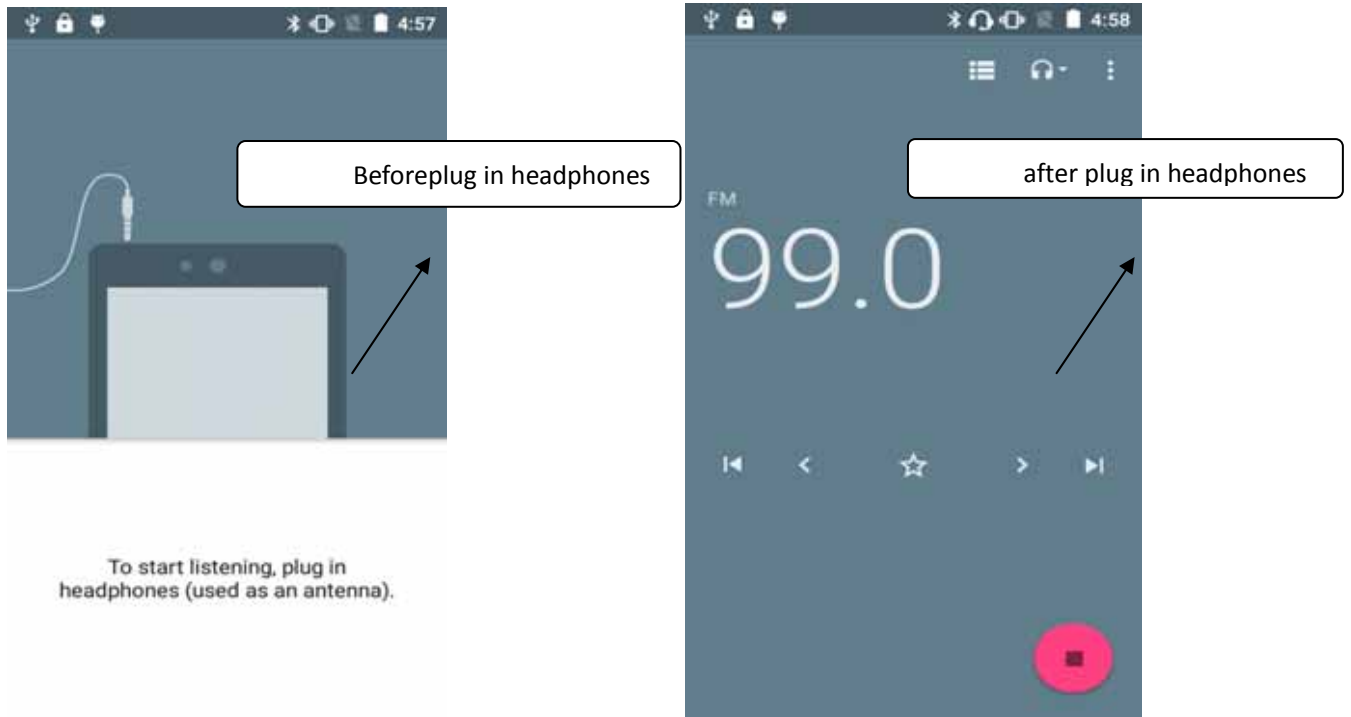 4:57
Beforeplug in headphones
To start listening, plug in
headphones (used as an antenna).
4:58
after plug in headphones
FM
99.0